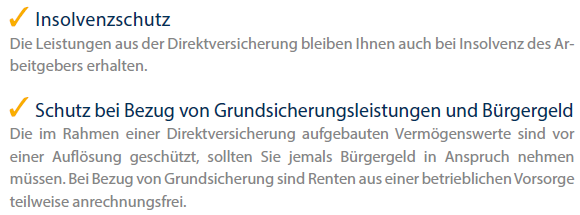 Insolvenzschutz
Die Leistungen aus der Direktversicherung bleiben Ihnen auch bei Insolvenz des Ar-
beitgebers erhalten.
Schutz bei Bezug von Grundsicherungsleistungen und Bürgergeld
Die im Rahmen einer Direktversicherung aufgebauten Vermögenswerte sind vor
einer Auflösung geschützt, sollten Sie jemals Bürgergeld in Anspruch nehmen
müssen. Bei Bezug von Grundsicherung sind Renten aus einer betrieblichen Vorsorge
teilweise anrechnungsfrei.